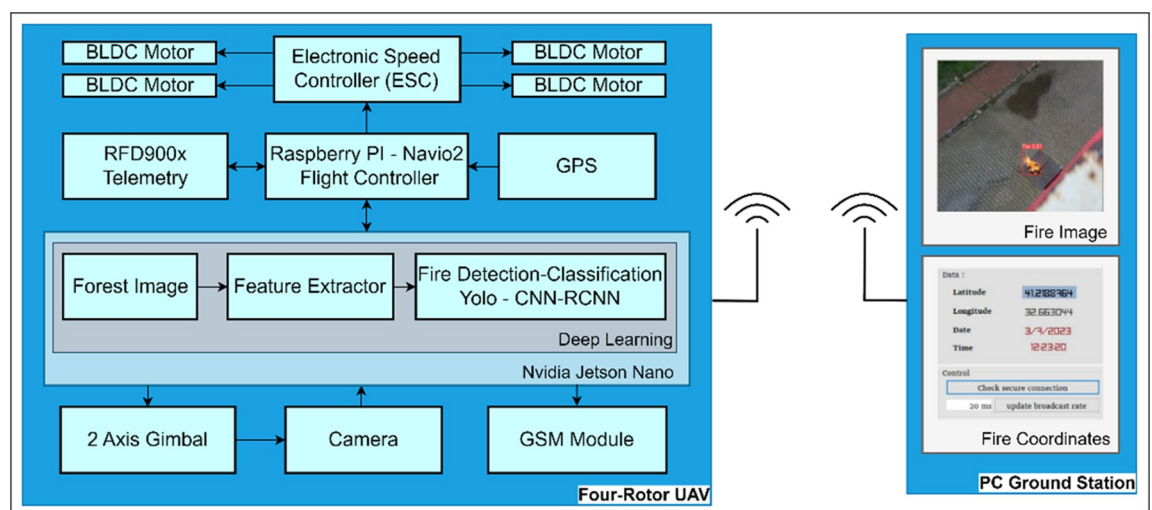 BLDC Motor
BLDC Motor
Electronic Speed
Controller (ESC)
BLDC Motor
BLDC Motor
RFD900x
Telemetry
Raspberry PI - Navio2
Flight Controller
GPS
Forest Image
Feature Extractor
Fire Detection-Classification
Yolo - CNN-RCNN
Deep Learning
Nvidia Jetson Nano
2 Axis Gimbal
Camera
GSM Module
Four-Rotor UAV
Fire Image
Data :
Latitude 41.2188764
Longitude 32.663044
Date 3/7/2023
Time 12:23:20
Control
Check secure connection
20 ms update broadcast rate
Fire Coordinates
PC Ground Station